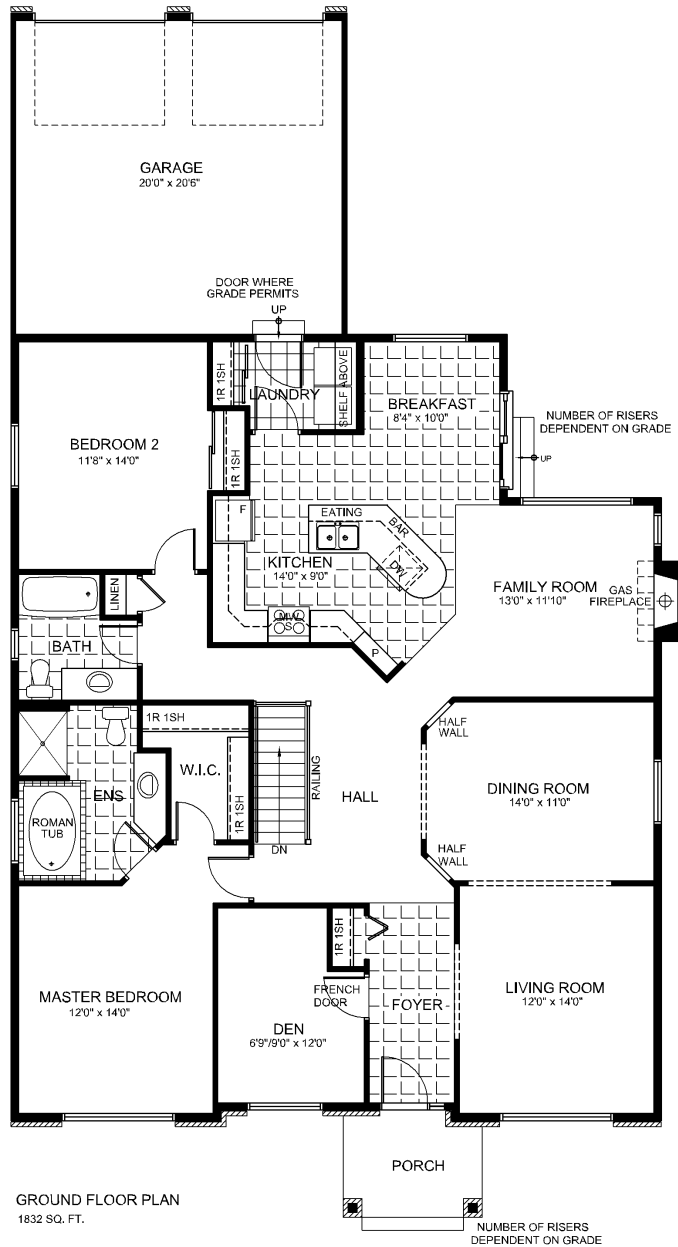 GARAGE
20'0" x 20'6"
DOOR WHERE
GRADE PERMITS
UP
1R 1SH
LAUNDRY
SHELF ABOVE
BREAKFAST
8'4" x 10'0"
NUMBER OF RISERS
DEPENDENT ON GRADE
UP
BEDROOM 2
11'8" x 14'0"
1R 1SH
F
EATING
BAR
DW
KITCHEN
14'0" x 9'0"
MW
S
P
FAMILY ROOM
13'0" x 11'10"
GAS
FIREPLACE
LINEN
BATH
1R 1SH
W.I.C.
1R 1SH
ENS
ROMAN
TUB
RAILING
DN
HALL
HALF
WALL
DINING ROOM
14'0" x 11'0"
HALF
WALL
1R 1SH
MASTER BEDROOM
12'0" x 14'0"
FRENCH
DOOR
DEN
6'9"/9'0" x 12'0"
FOYER
LIVING ROOM
12'0" x 14'0"
PORCH
GROUND FLOOR PLAN
1832 SQ. FT.
NUMBER OF RISERS
DEPENDENT ON GRADE